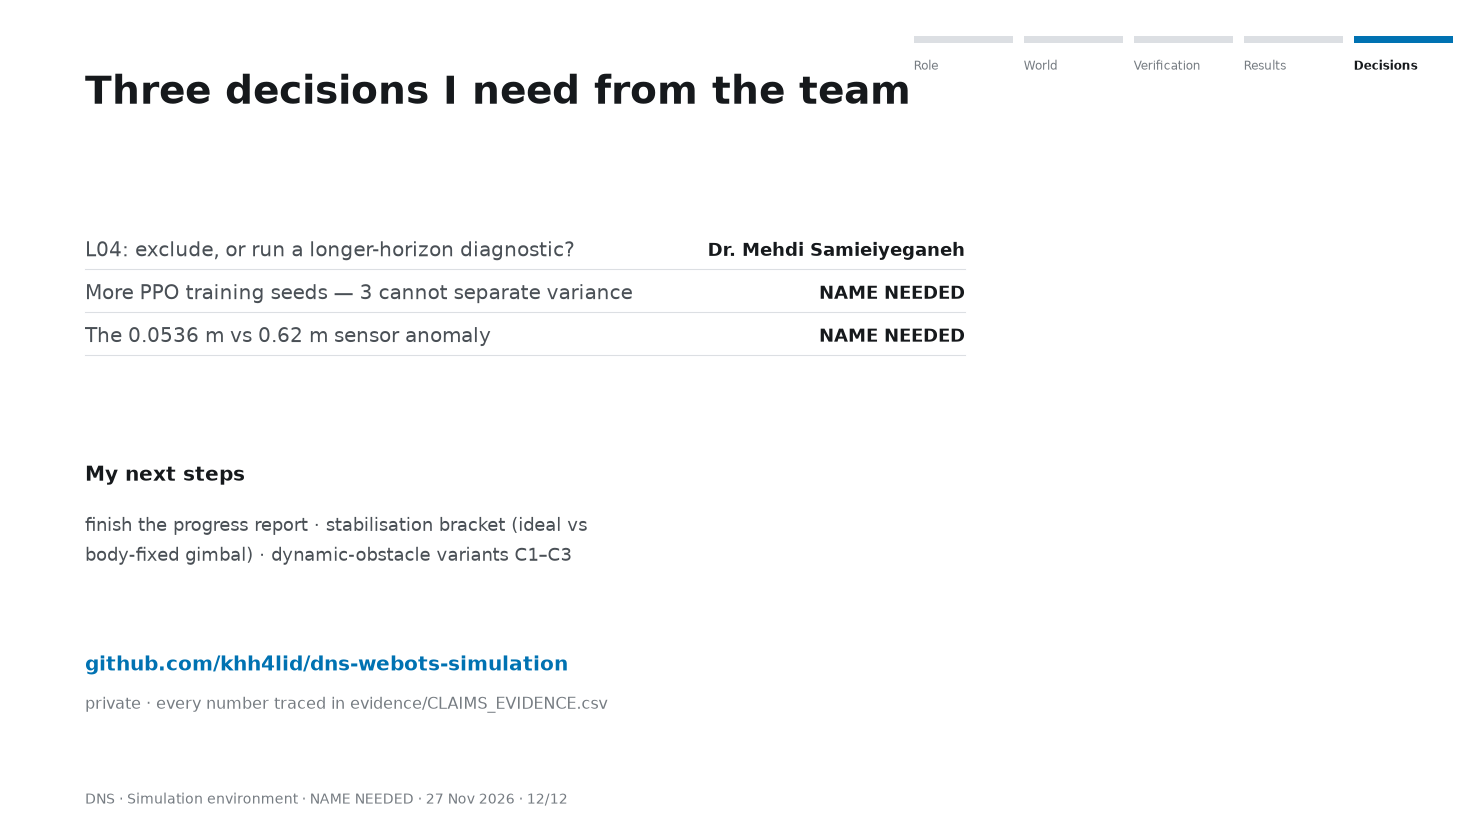 Role World Verification Results Decisions
Three decisions I need from the team
L04: exclude, or run a longer-horizon diagnostic? Dr. Mehdi Samieiyeganeh
More PPO training seeds — 3 cannot separate variance NAME NEEDED
The 0.0536 m vs 0.62 m sensor anomaly NAME NEEDED
My next steps
finish the progress report · stabilisation bracket (ideal vs
body-fixed gimbal) · dynamic-obstacle variants C1–C3
github.com/khh4lid/dns-webots-simulation
private · every number traced in evidence/CLAIMS_EVIDENCE.csv
DNS · Simulation environment · NAME NEEDED · 27 Nov 2026 · 12/12